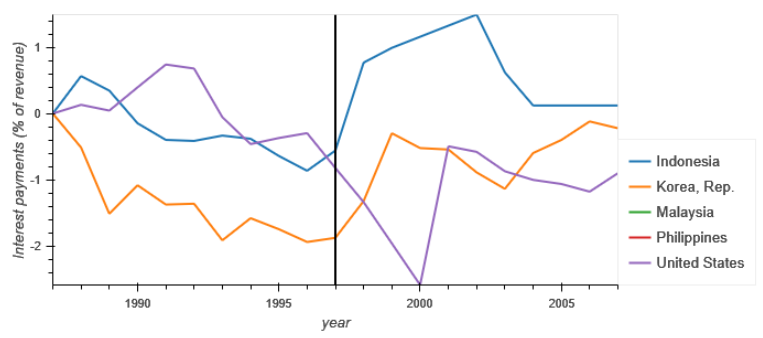 Interest payments (% of revenue)
1
0
-1
-2
1990
1995
2000
2005
year
Indonesia
Korea, Rep.
Malaysia
Philippines
United States